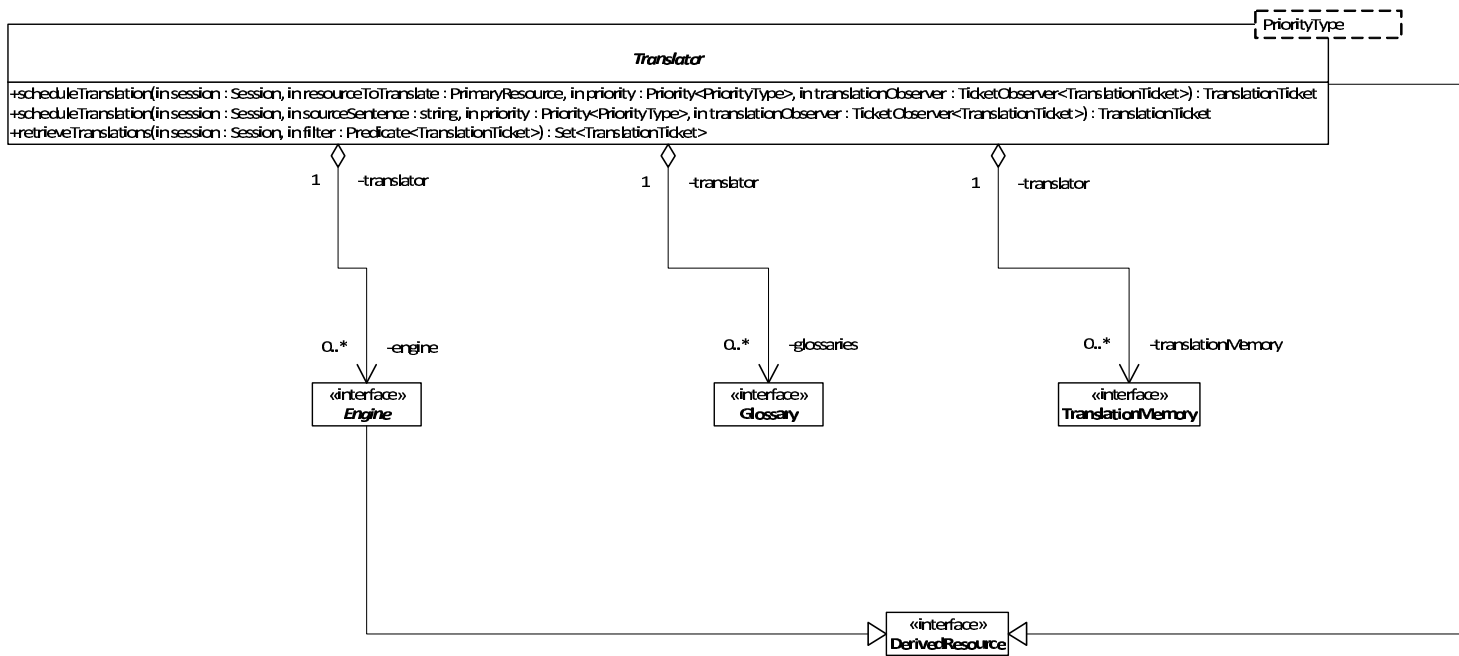 PriorityType
Translator
+scheduleTranslation(in session : Session, in resourceToTranslate : PrimaryResource, in priority : Priority<PriorityType>, in translationObserver : TicketObserver<TranslationTicket>) : TranslationTicket
+scheduleTranslation(in session : Session, in sourceSentence : string, in priority : Priority<PriorityType>, in translationObserver : TicketObserver<TranslationTicket>) : TranslationTicket
+retrieveTranslations(in session : Session, in filter : Predicate<TranslationTicket>) : Set<TranslationTicket>
1 -translator
1 -translator
1 -translator
0..* -engine
0..* -glossaries
0..* -translationMemory
«interface»
Engine
«interface»
Glossary
«interface»
TranslationMemory
«interface»
DerivedResource